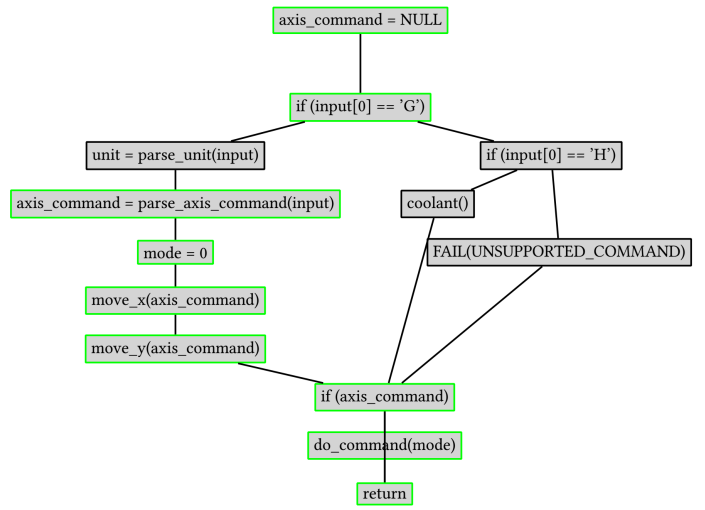 axis_command = NULL
if (input[0] == ’G’)
unit = parse_unit(input)
if (input[0] == ’H’)
axis_command = parse_axis_command(input)
coolant()
mode = 0
FAIL(UNSUPPORTED_COMMAND)
move_x(axis_command)
move_y(axis_command)
if (axis_command)
do_command(mode)
return